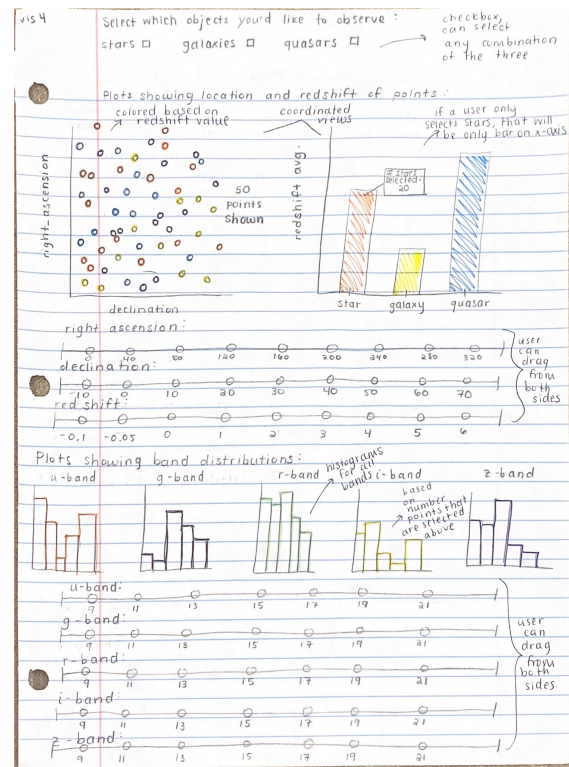 vis 4
Select which objects you'd like to observe :
stars galaxies quasars
checkbox,
can select
any combination
of the three
Plots showing location and redshift of points:
colored based on
redshift value
coordinated
views
if a user only
selects stars, that will
be only bar on x-axis
right_ascension
declination
50
points
shown
redshift avg.
# stars
selected=
20
star galaxy quasar
right ascension:
0 40 80 120 160 200 240 280 320
declination:
-10 0 10 20 30 40 50 60 70
red shift:
-0.1 -0.05 0 1 2 3 4 5 6
user
can
drag
from
both
sides
Plots showing band distributions:
u-band g-band r-band i-band z-band
histograms
for all
bands
based
on
number
points that
are selected
above
u-band:
9 11 13 15 17 19 21
g-band:
9 11 13 15 17 19 21
r-band:
9 11 13 15 17 19 21
i-band:
9 11 13 15 17 19 21
z-band:
9 11 13 15 17 19 21
user
can
drag
from
both
sides